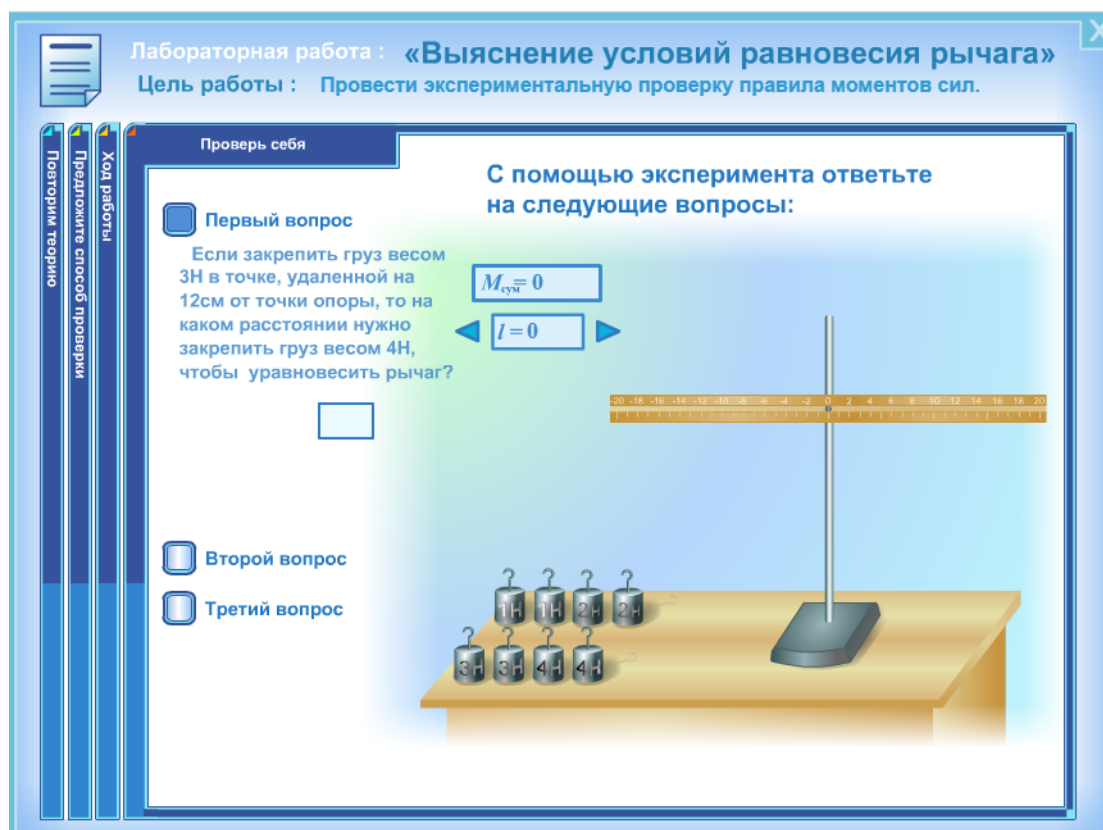 Лабораторная работа : «Выяснение условий равновесия рычага»
Цель работы : Провести экспериментальную проверку правила моментов сил.
X
Повторим теорию
Предложите способ проверки
Ход работы
Проверь себя
С помощью эксперимента ответьте
на следующие вопросы:
Первый вопрос
Если закрепить груз весом
3Н в точке, удаленной на
12см от точки опоры, то на
каком расстоянии нужно
закрепить груз весом 4Н,
чтобы уравновесить рычаг?
Mсум= 0
l = 0
-20 -18 -16 -14 -12 -10 -8 -6 -4 -2 0 2 4 6 8 10 12 14 16 18 20
Второй вопрос
Третий вопрос
1Н 1Н 2Н 2Н
3Н 3Н 4Н 4Н